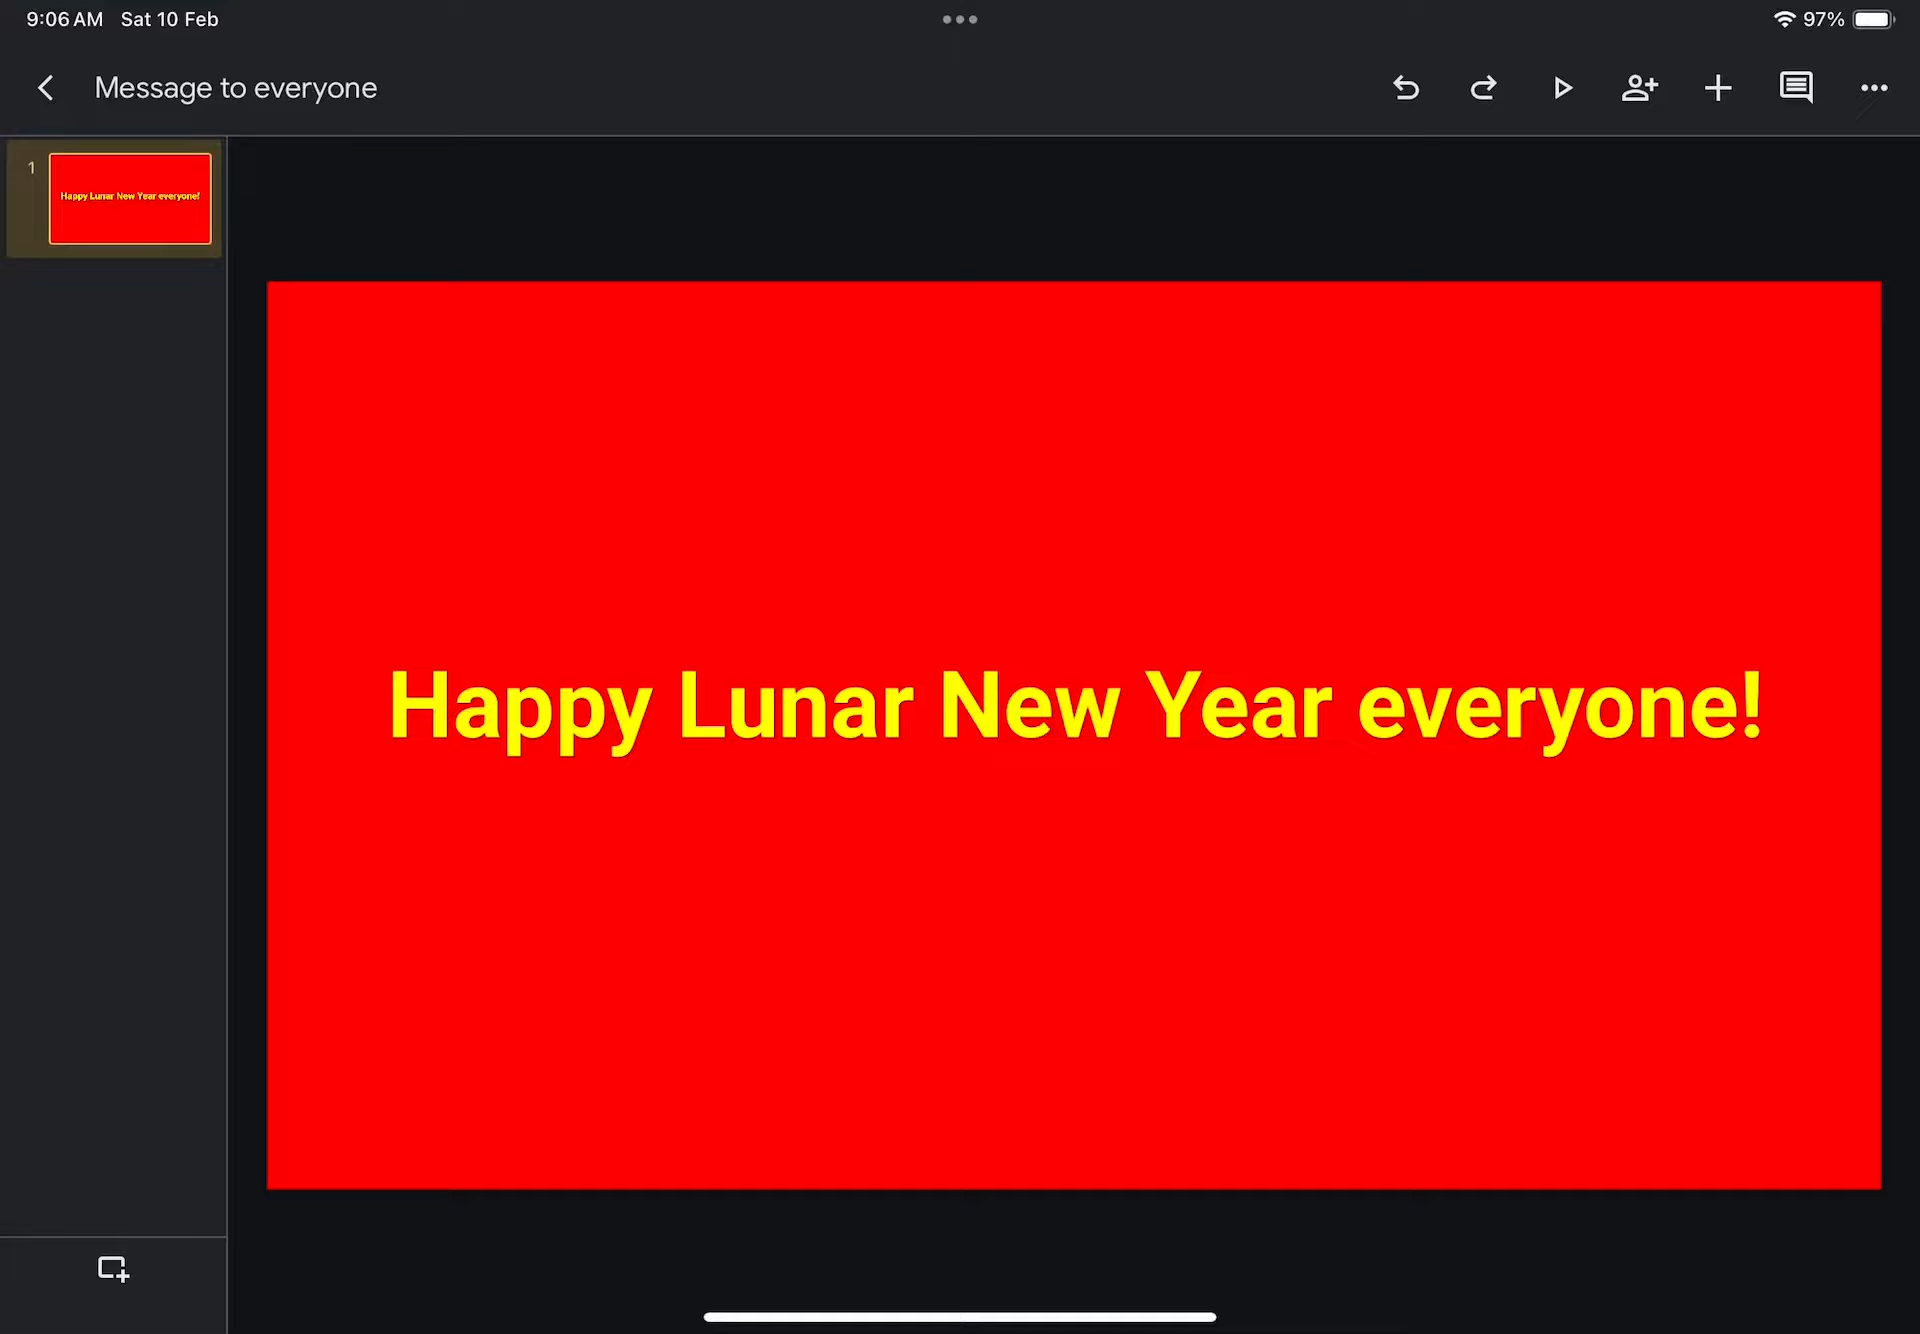 9:06 AM Sat 10 Feb
97%
Message to everyone
1
Happy Lunar New Year everyone!
Happy Lunar New Year everyone!